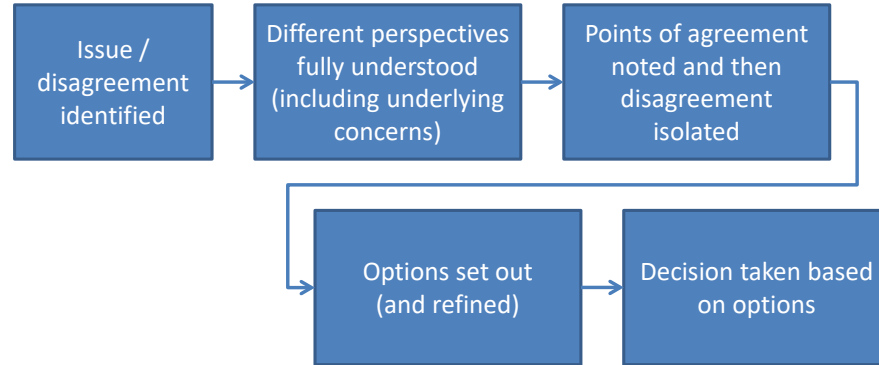 Issue /
disagreement
identified
Different perspectives
fully understood
(including underlying
concerns)
Points of agreement
noted and then
disagreement
isolated
Options set out
(and refined)
Decision taken based
on options